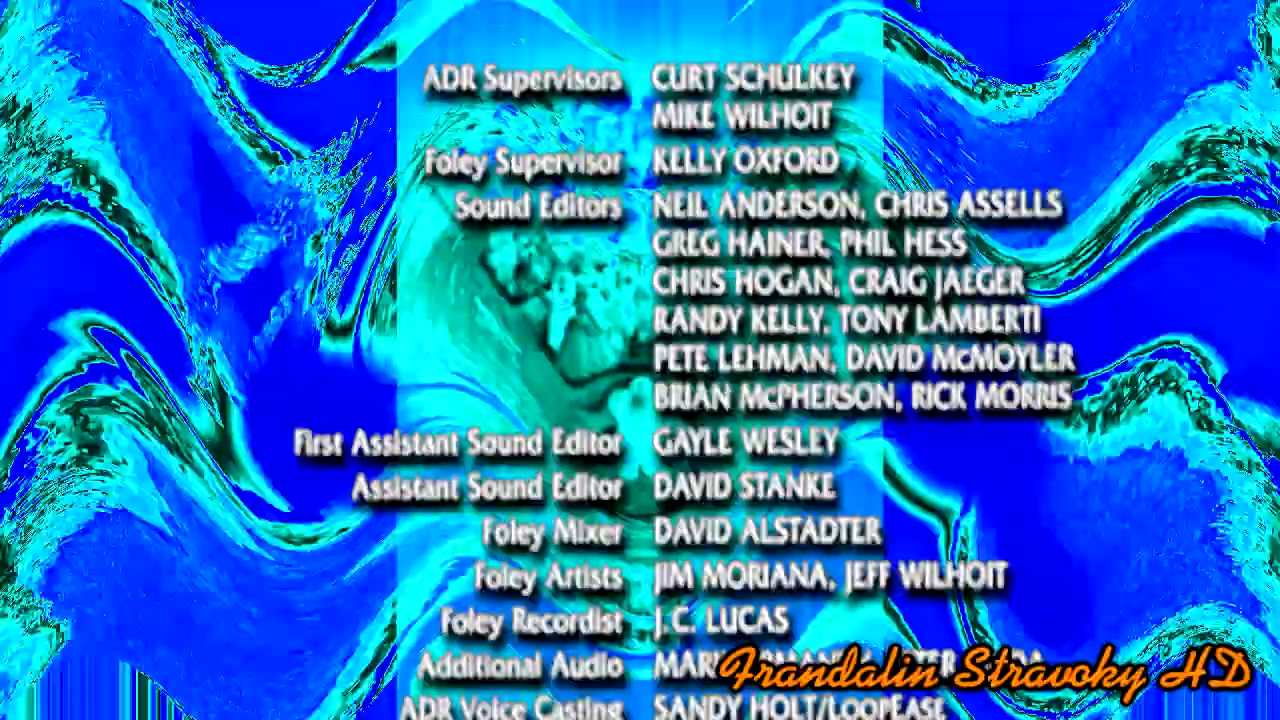 ADR Supervisors CURT SCHULKEY
MIKE WILHOIT
Foley Supervisor KELLY OXFORD
Sound Editors NEIL ANDERSON, CHRIS ASSELLS
GREG HAINER, PHIL HESS
CHRIS HOGAN, CRAIG JAEGER
RANDY KELLY, TONY LAMBERTI
PETE LEHMAN, DAVID McMOYLER
BRIAN McPHERSON, RICK MORRIS
First Assistant Sound Editor GAYLE WESLEY
Assistant Sound Editor DAVID STANKE
Foley Mixer DAVID ALSTADTER
Foley Artists JIM MORIANA, JEFF WILHOIT
Foley Recordist J.C. LUCAS
Additional Audio
Frandalin Stravoky HD
ADR Voice Casting SANDY HOLT/LOOPEASE